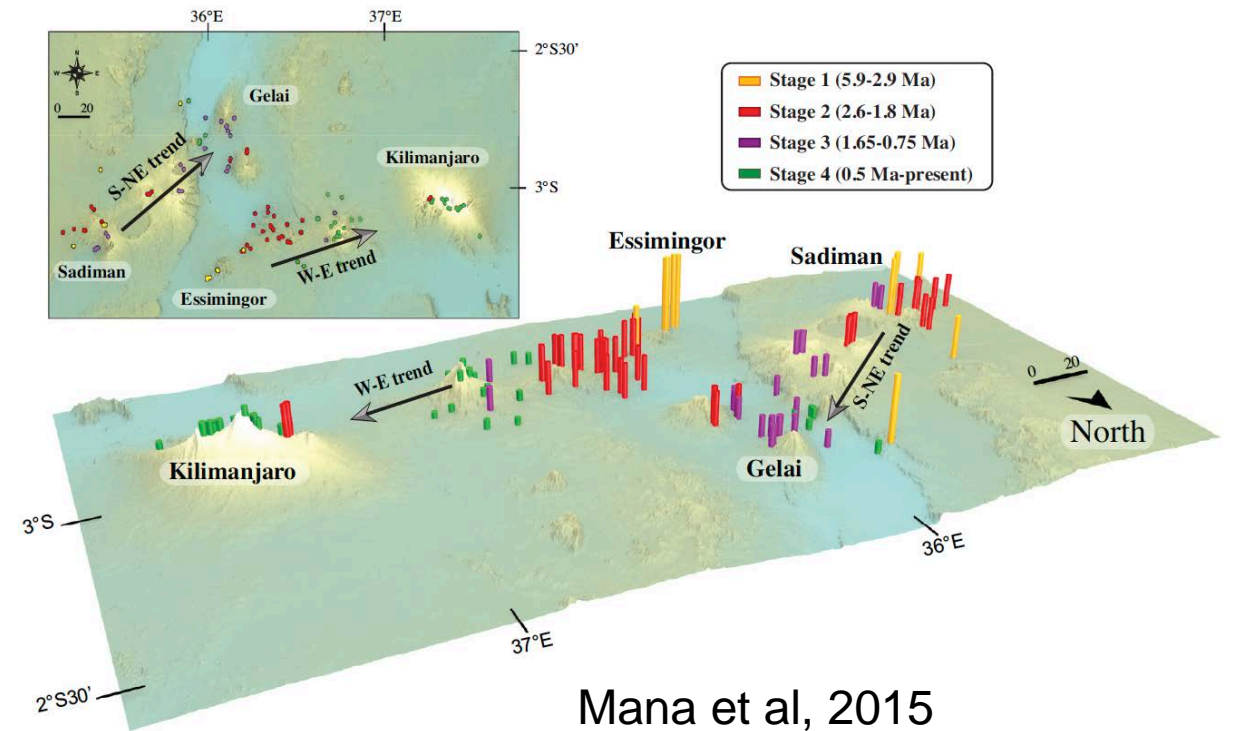 36°E
37°E
2°S30'
N
W
E
S
0 20
Gelai
Kilimanjaro
S-NE trend
3°S
W-E trend
Sadiman
Essimingor
Stage 1 (5.9-2.9 Ma)
Stage 2 (2.6-1.8 Ma)
Stage 3 (1.65-0.75 Ma)
Stage 4 (0.5 Ma-present)
Essimingor
Sadiman
W-E trend
S-NE trend
0 20
North
Kilimanjaro
Gelai
3°S
36°E
37°E
2°S30'
Mana et al, 2015